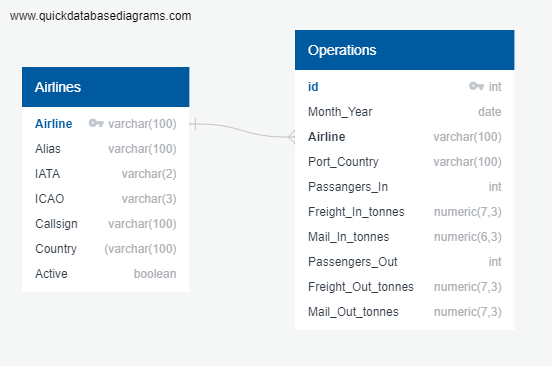 www.quickdatabasediagrams.com
Airlines
Airline varchar(100)
Alias varchar(100)
IATA varchar(2)
ICAO varchar(3)
Callsign varchar(100)
Country (varchar(100)
Active boolean
Operations
id int
Month_Year date
Airline varchar(100)
Port_Country varchar(100)
Passangers_In int
Freight_In_tonnes numeric(7,3)
Mail_In_tonnes numeric(6,3)
Passengers_Out int
Freight_Out_tonnes numeric(7,3)
Mail_Out_tonnes numeric(7,3)